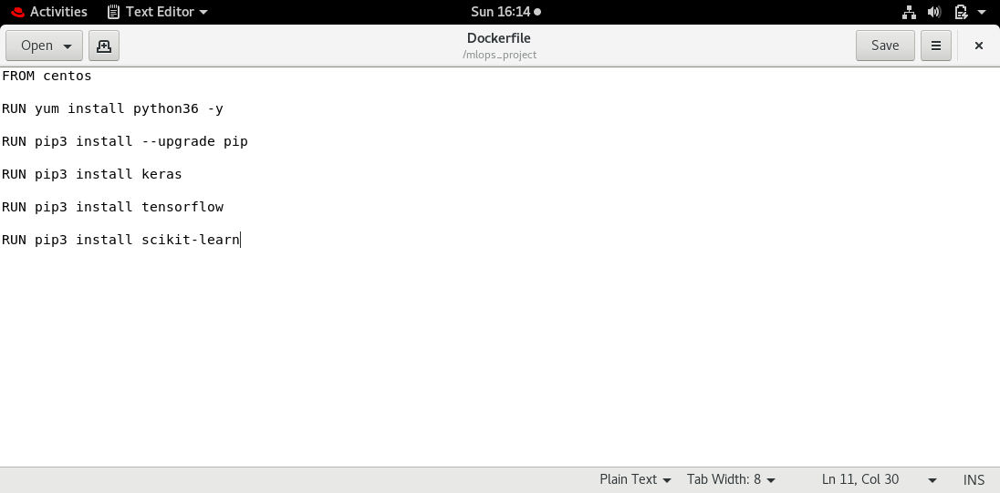 Activities Text Editor Sun 16:14
Open Dockerfile Save
/mlops_project
FROM centos
RUN yum install python36 -y
RUN pip3 install --upgrade pip
RUN pip3 install keras
RUN pip3 install tensorflow
RUN pip3 install scikit-learn
Plain Text Tab Width: 8 Ln 11, Col 30 INS